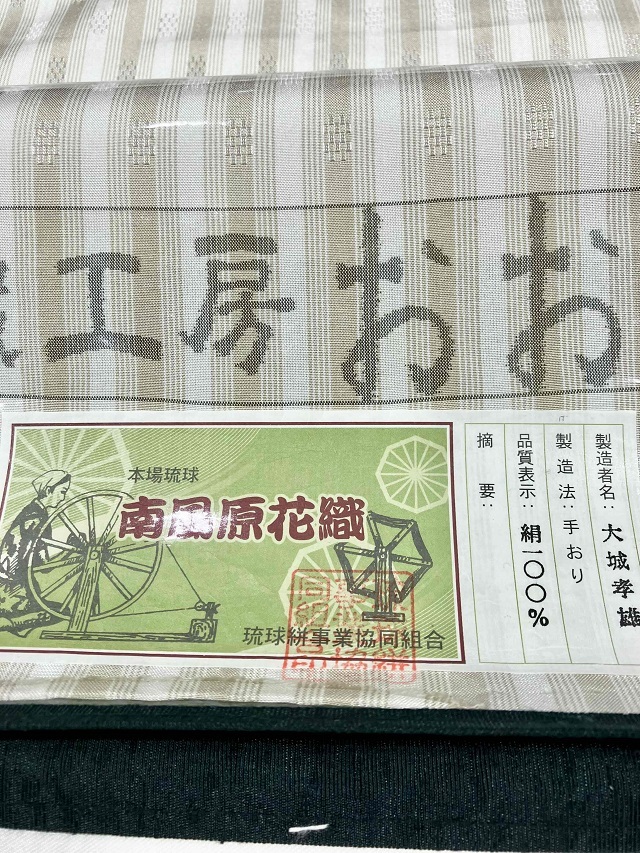 工房おお
本場琉球
南風原花織
琉球絣事業協同組合
製造者名：大城孝雄
製造法：手おり
品質表示：絹一〇〇％
摘要：